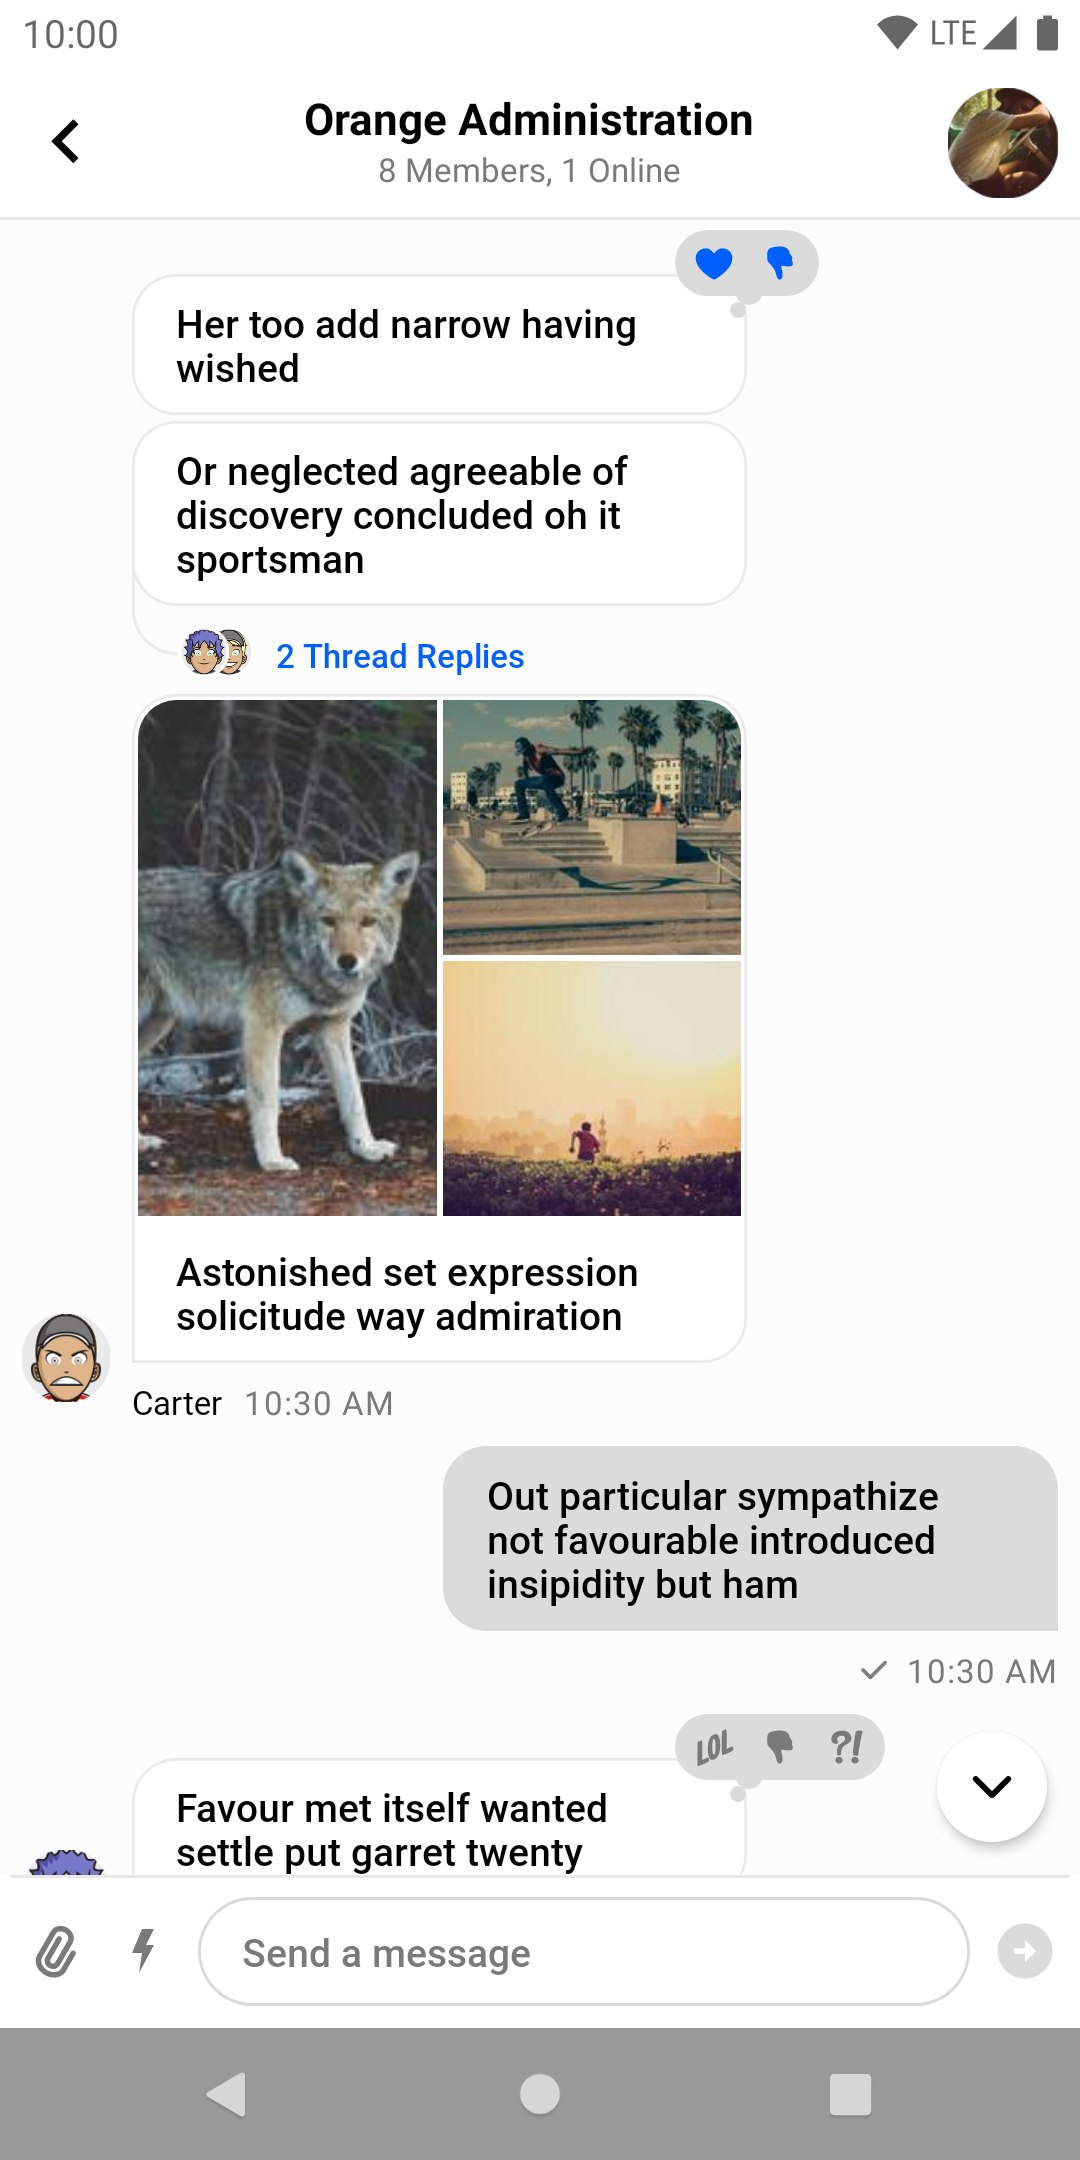 10:00
LTE
Orange Administration
8 Members, 1 Online
Her too add narrow having
wished
Or neglected agreeable of
discovery concluded oh it
sportsman
2 Thread Replies
Astonished set expression
solicitude way admiration
Carter 10:30 AM
Out particular sympathize
not favourable introduced
insipidity but ham
10:30 AM
LOL ?!
Favour met itself wanted
settle put garret twenty
Send a message